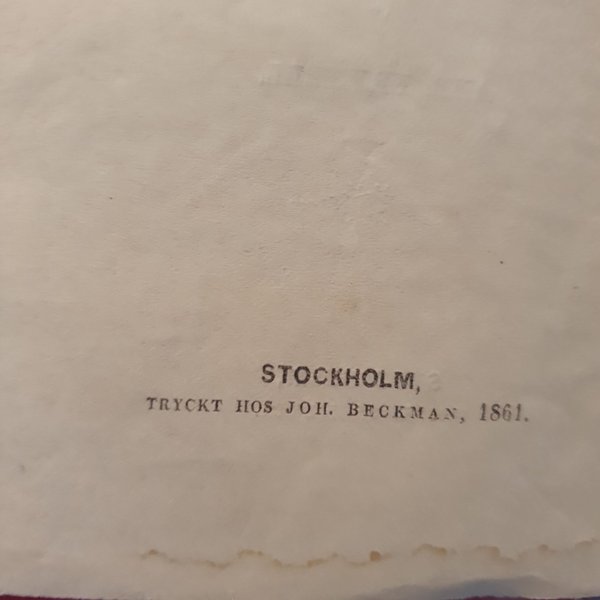 STOCKHOLM,
TRYCKT HOS JOH. BECKMAN, 1861.